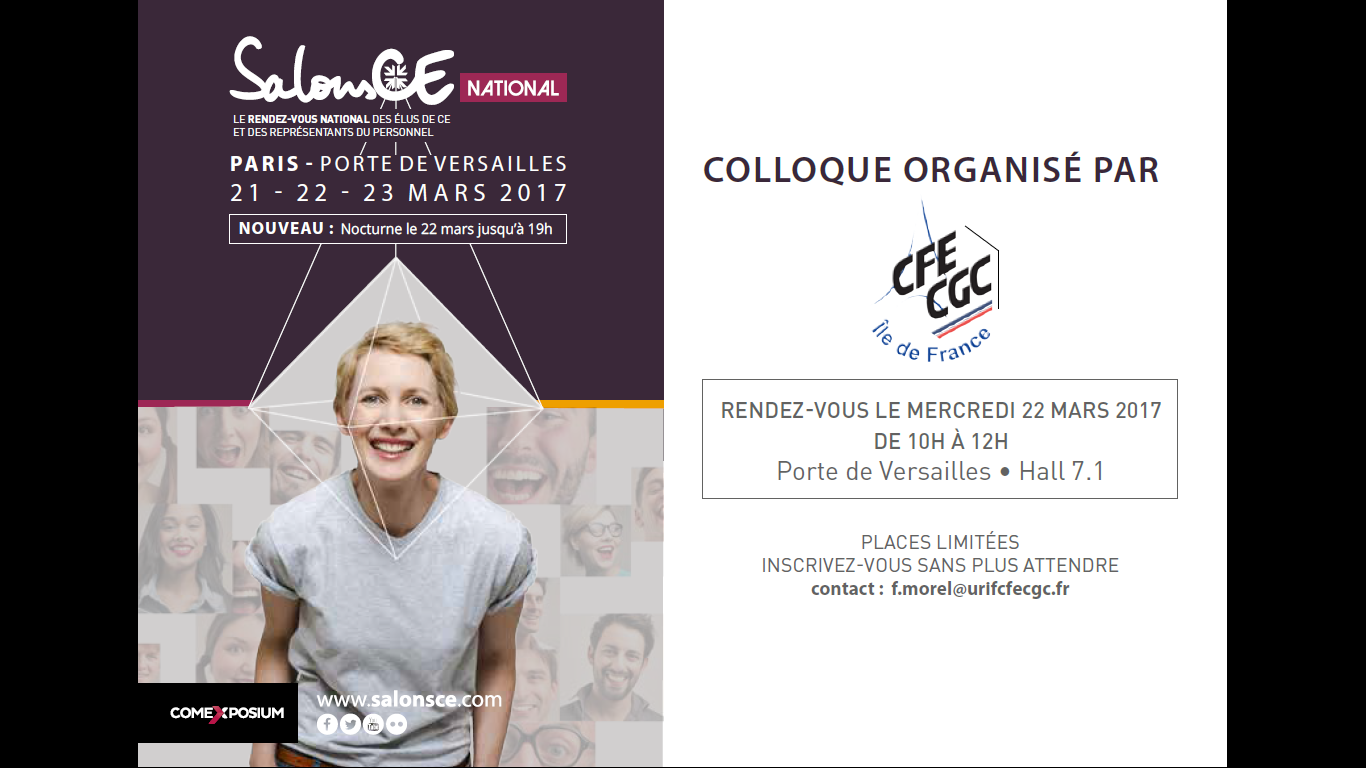 SalonsCE NATIONAL
LE RENDEZ-VOUS NATIONAL DES ÉLUS DE CE
ET DES REPRÉSENTANTS DU PERSONNEL
PARIS - PORTE DE VERSAILLES
21 - 22 - 23 MARS 2017
NOUVEAU : Nocturne le 22 mars jusqu'à 19h
COMEXPOSIUM
www.salonsce.com
COLLOQUE ORGANISÉ PAR
CFE
CGC
île de France
RENDEZ-VOUS LE MERCREDI 22 MARS 2017
DE 10H À 12H
Porte de Versailles • Hall 7.1
PLACES LIMITÉES
INSCRIVEZ-VOUS SANS PLUS ATTENDRE
contact : f.morel@urifcfecgc.fr